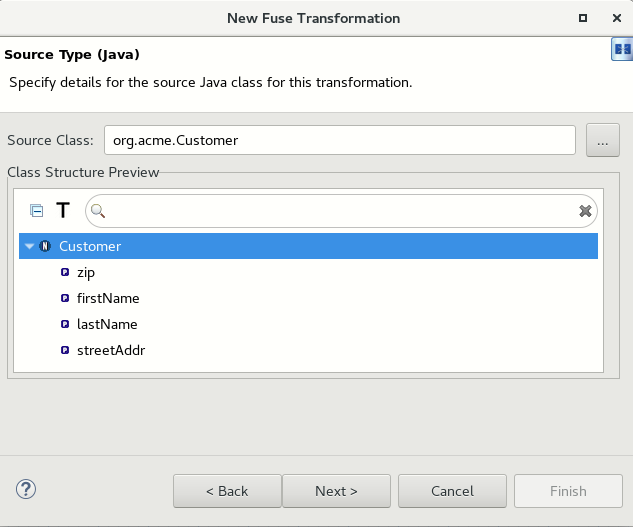 New Fuse Transformation
Source Type (Java)
Specify details for the source Java class for this transformation.
Source Class: org.acme.Customer ...
Class Structure Preview
T
N Customer
P zip
P firstName
P lastName
P streetAddr
? < Back Next > Cancel Finish